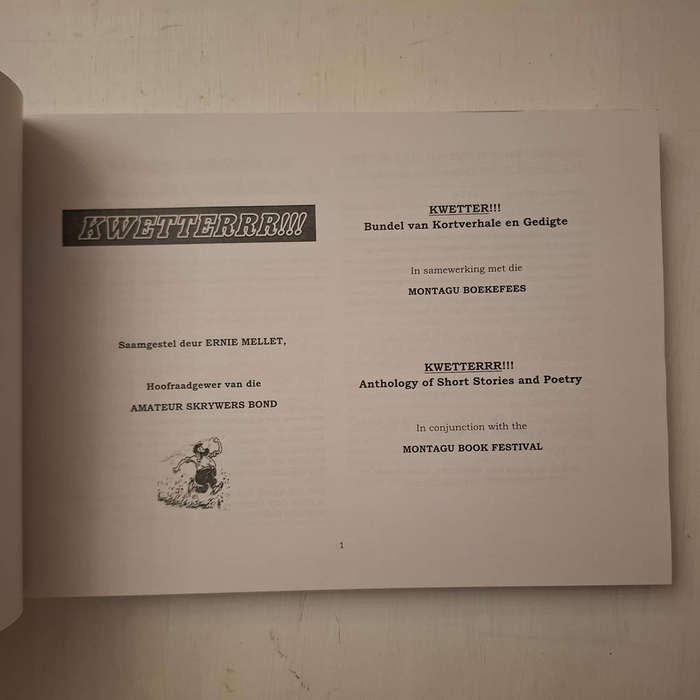 KWETTERRR!!!
Saamgestel deur ERNIE MELLET,
Hoofraadgewer van die
AMATEUR SKRYWERS BOND
KWETTER!!!
Bundel van Kortverhale en Gedigte
In samewerking met die
MONTAGU BOEKEFEES
KWETTERRR!!!
Anthology of Short Stories and Poetry
In conjunction with the
MONTAGU BOOK FESTIVAL
1